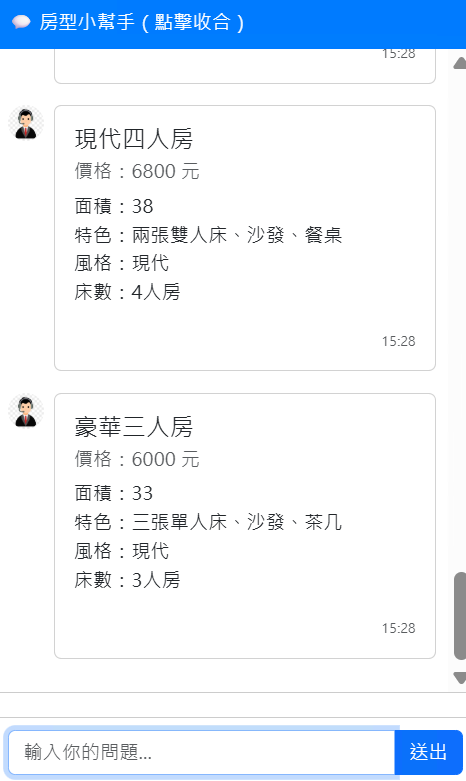 房型小幫手（點擊收合）
15:28
現代四人房
價格：6800 元
面積：38
特色：兩張雙人床、沙發、餐桌
風格：現代
床數：4人房
15:28
豪華三人房
價格：6000 元
面積：33
特色：三張單人床、沙發、茶几
風格：現代
床數：3人房
15:28
輸入你的問題...
送出